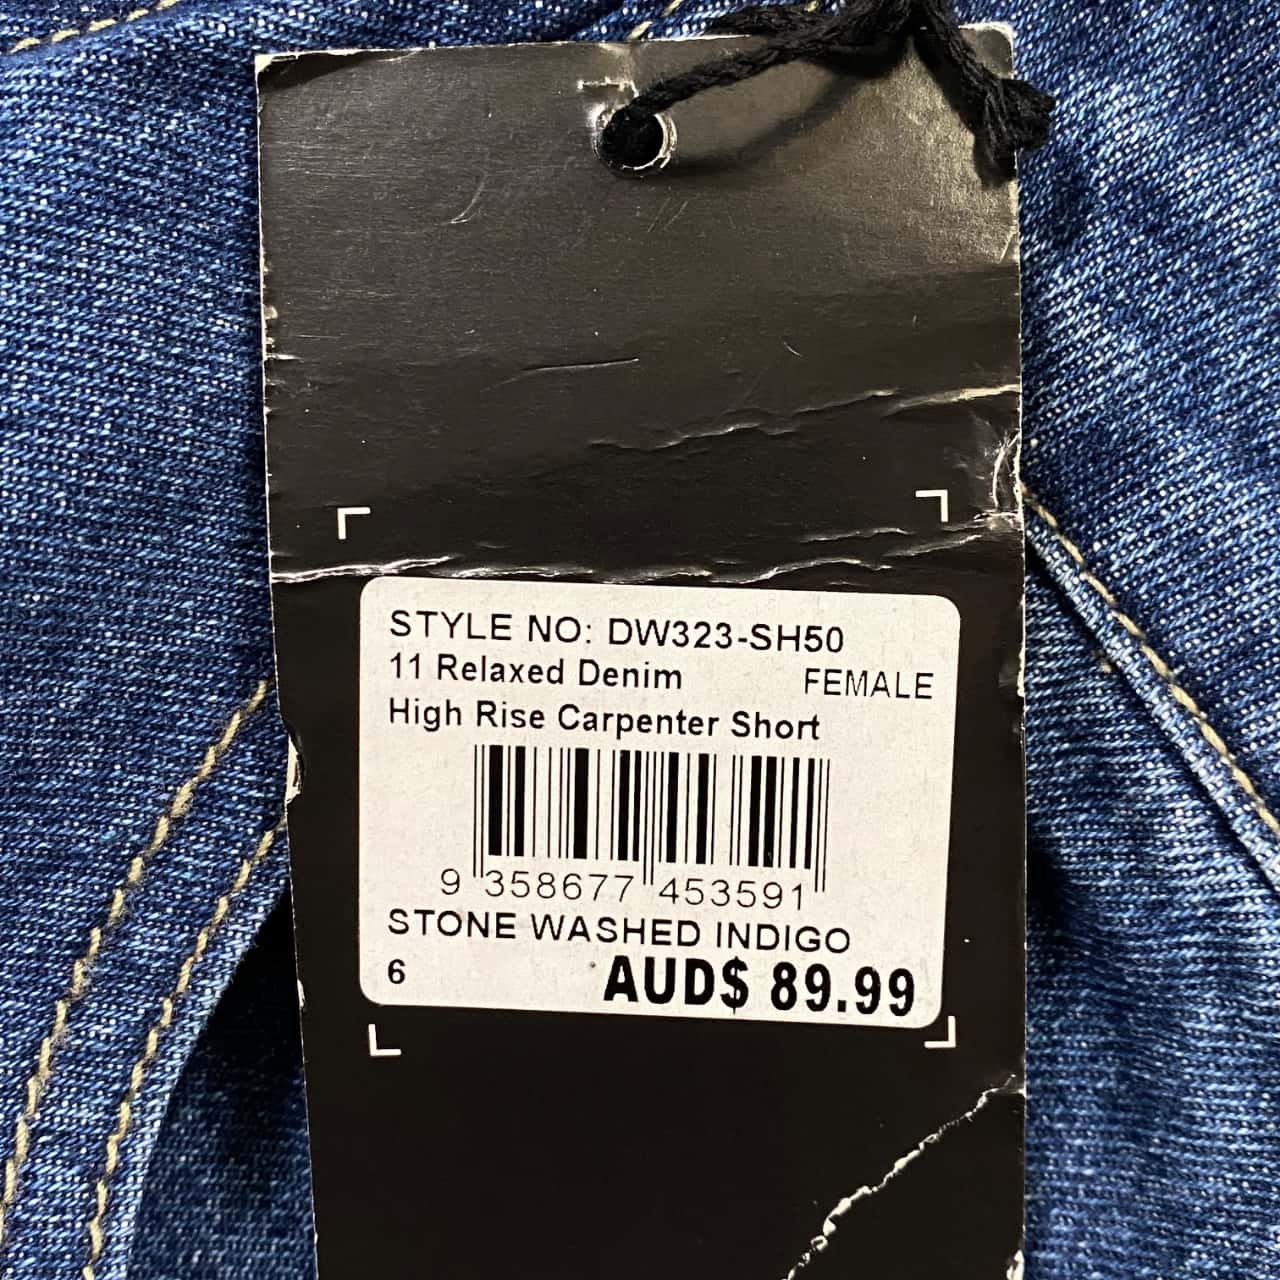 STYLE NO: DW323-SH50
11 Relaxed Denim FEMALE
High Rise Carpenter Short
9 358677 453591
STONE WASHED INDIGO
6 AUD$ 89.99